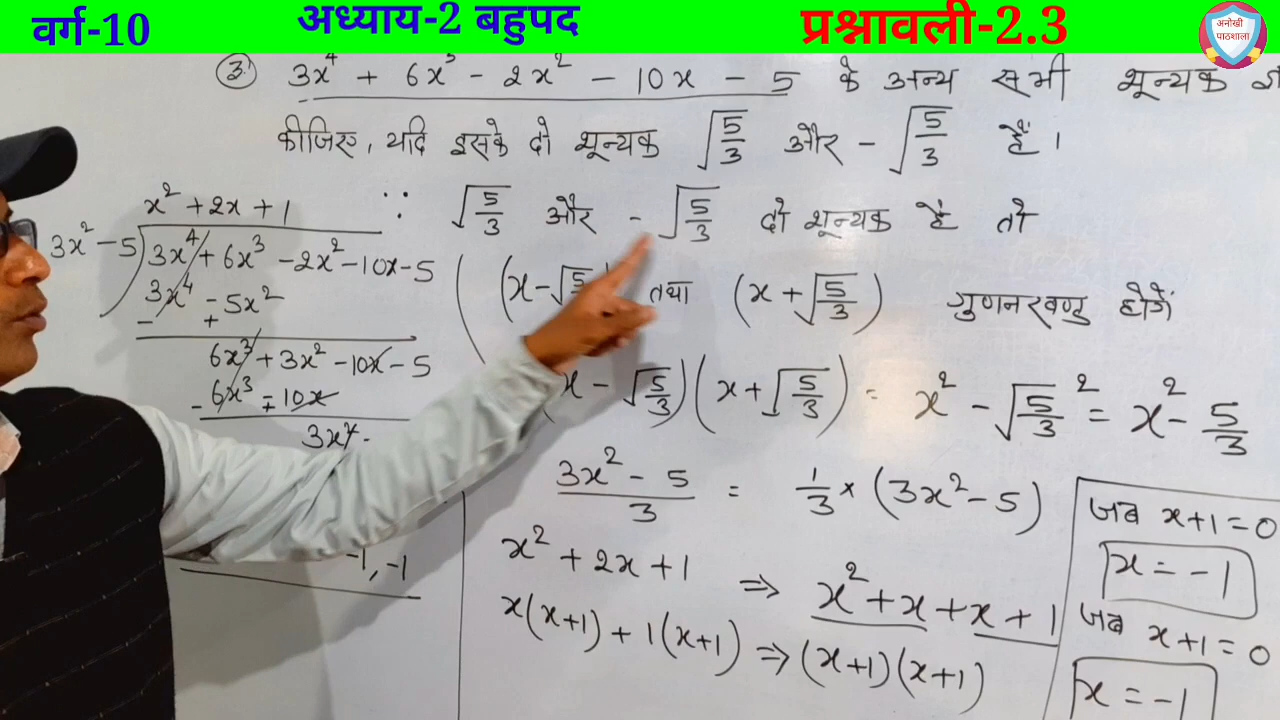 वर्ग-10
अध्याय-2 बहुपद
प्रश्नावली-2.3
अनोखी
पाठशाला
3. 3x⁴ + 6x³ - 2x² - 10x - 5 के अन्य सभी शून्यक
कीजिए, यदि इसके दो शून्यक √5/3 और - √5/3 हैं।
∵ √5/3 और - √5/3 दो शून्यक है तो
(x - √5/3) तथा (x + √5/3) गुणनखण्ड होगें
(x - √5/3)(x + √5/3) = x² - √5/3² = x² - 5/3
3x² - 5/3 = 1/3 × (3x² - 5)
x² + 2x + 1 ⇒ x² + x + x + 1
x(x+1) + 1(x+1) ⇒ (x+1)(x+1)
जब x+1 = 0
x = -1
जब x+1 = 0
x = -1
x² + 2x + 1
3x² - 5) 3x⁴ + 6x³ - 2x² - 10x - 5
3x⁴ - 5x²
- +
6x³ + 3x² - 10x - 5
6x³ - 10x
- +
3x² -
-1, -1